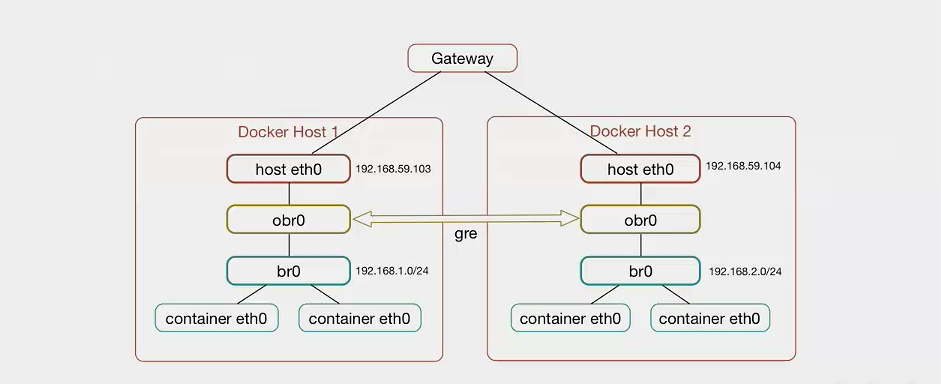 Gateway
Docker Host 1
Docker Host 2
host eth0
192.168.59.103
host eth0
192.168.59.104
obr0
obr0
gre
br0
192.168.1.0/24
br0
192.168.2.0/24
container eth0
container eth0
container eth0
container eth0